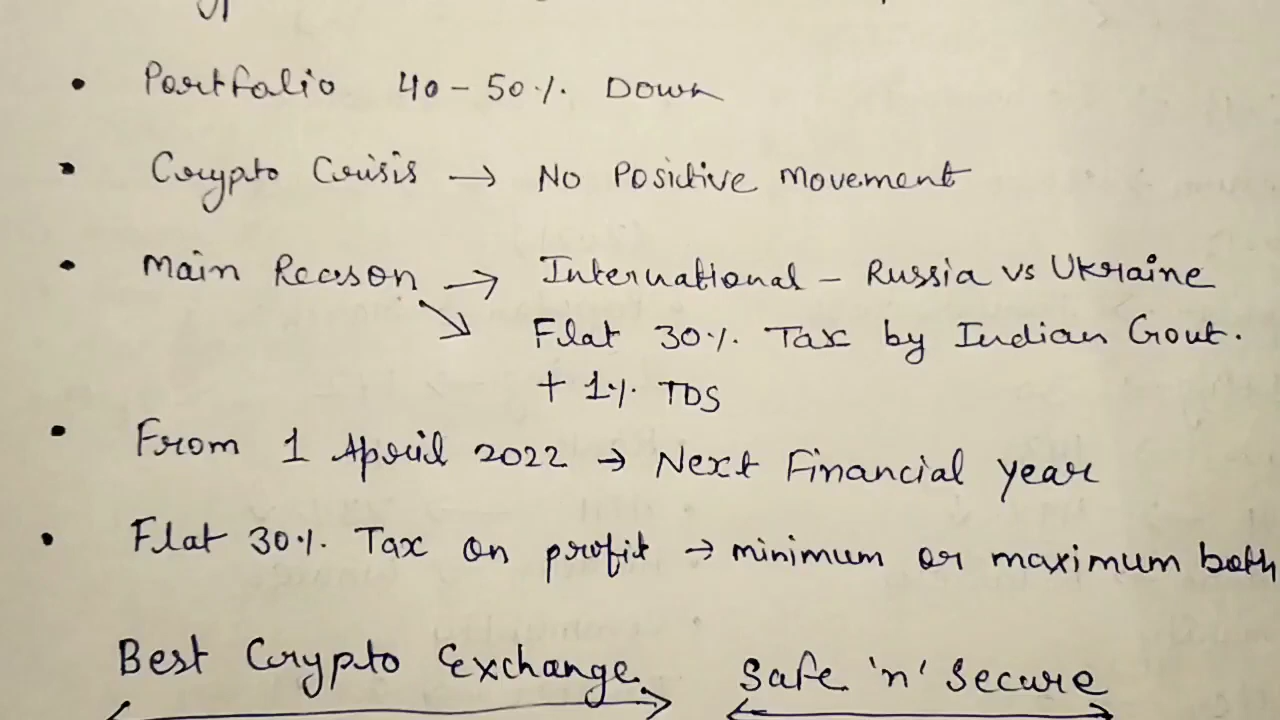 • Portfolio 40-50% Down
• Crypto Crisis → No Positive Movement
• Main Reason → International - Russia vs Ukraine
Flat 30% Tax by Indian Govt.
+ 1% TDS
• From 1 April 2022 → Next Financial year
• Flat 30% Tax on profit → minimum or maximum both
Best Crypto Exchange Safe 'n' Secure